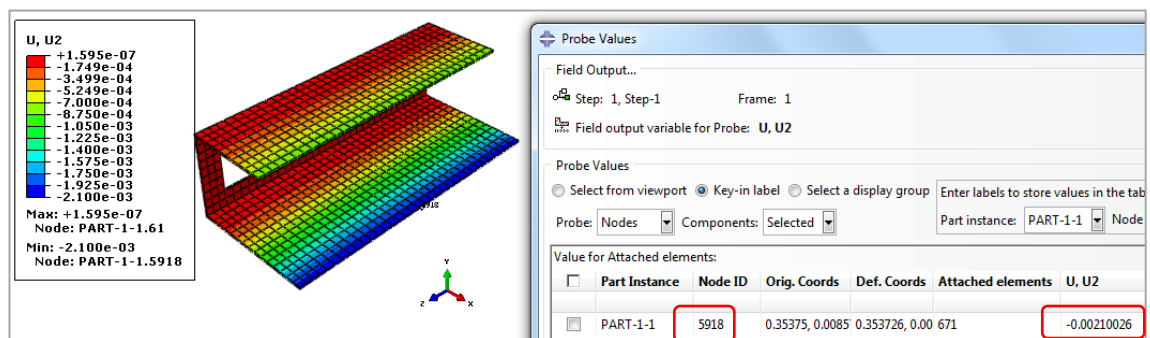 U, U2
+1.595e-07
-1.749e-04
-3.499e-04
-5.249e-04
-7.000e-04
-8.750e-04
-1.050e-03
-1.225e-03
-1.400e-03
-1.575e-03
-1.750e-03
-1.925e-03
-2.100e-03
Max: +1.595e-07
Node: PART-1-1.61
Min: -2.100e-03
Node: PART-1-1.5918
5918
Y
Z X
Probe Values
Field Output...
Step: 1, Step-1 Frame: 1
Field output variable for Probe: U, U2
Probe Values
Select from viewport Key-in label Select a display group Enter labels to store values in the tab
Probe: Nodes Components: Selected Part instance: PART-1-1 Node
Value for Attached elements:
Part Instance Node ID Orig. Coords Def. Coords Attached elements U, U2
PART-1-1 5918 0.35375, 0.0085 0.353726, 0.00 671 -0.00210026